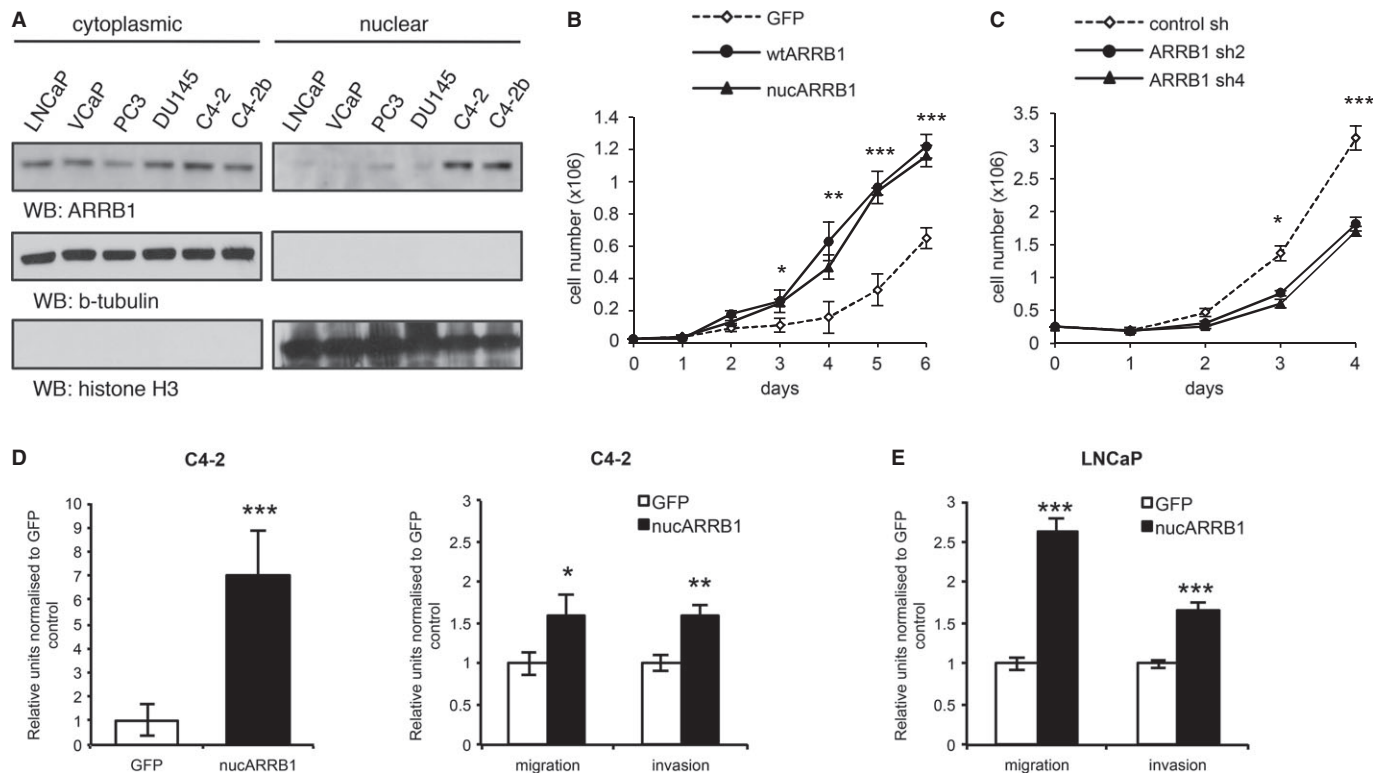 A
cytoplasmic
nuclear
LNCaP
VCaP
PC3
DU145
C4-2
C4-2b
LNCaP
VCaP
PC3
DU145
C4-2
C4-2b
WB: ARRB1
WB: b-tubulin
WB: histone H3
B
GFP
wtARRB1
nucARRB1
cell number (x106)
1.4
1.2
1
0.8
0.6
0.4
0.2
0
*
**
***
***
0 1 2 3 4 5 6
days
C
control sh
ARRB1 sh2
ARRB1 sh4
cell number (x106)
3.5
3
2.5
2
1.5
1
0.5
0
*
***
0 1 2 3 4
days
D
C4-2
Relative units normalised to GFP
control
10
9
8
7
6
5
4
3
2
1
0
***
GFP nucARRB1
C4-2
GFP
nucARRB1
Relative units normalised to GFP
control
3
2.5
2
1.5
1
0.5
0
*
**
migration invasion
E
LNCaP
GFP
nucARRB1
Relative units normalised to GFP
control
3
2.5
2
1.5
1
0.5
0
***
***
migration invasion